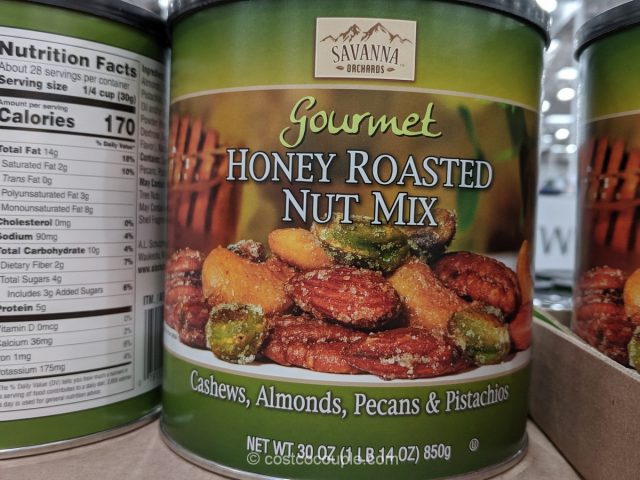 Nutrition Facts
About 28 servings per container
Serving size 1/4 cup (30g)
Amount per serving
Calories 170
% Daily Value*
Total Fat 14g 18%
Saturated Fat 2g 10%
Trans Fat 0g
Polyunsaturated Fat 3g
Monounsaturated Fat 8g
Cholesterol 0mg 0%
Sodium 90mg 4%
Total Carbohydrate 10g 4%
Dietary Fiber 2g 7%
Total Sugars 4g
Includes 3g Added Sugars 6%
Protein 5g
Vitamin D 0mcg 0%
Calcium 36mg 2%
Iron 1mg 4%
Potassium 175mg 4%
SAVANNA
ORCHARDS
Gourmet
HONEY ROASTED
NUT MIX
Cashews, Almonds, Pecans & Pistachios
NET WT 30 OZ (1 LB 14 OZ) 850g
© costcocouple.com
W